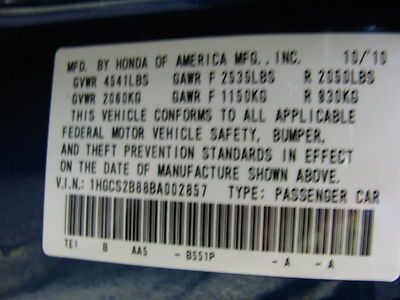 MFD. BY HONDA OF AMERICA MFG., INC. 10/'10
GVWR 4541LBS GAWR F 2535LBS R 2050LBS
GVWR 2060KG GAWR F 1150KG R 930KG
THIS VEHICLE CONFORMS TO ALL APPLICABLE
FEDERAL MOTOR VEHICLE SAFETY, BUMPER,
AND THEFT PREVENTION STANDARDS IN EFFECT
ON THE DATE OF MANUFACTURE SHOWN ABOVE.
V.I.N.: 1HGCS2B88BA002857 TYPE: PASSENGER CAR
TE1 B AA5 - B551P - A - A